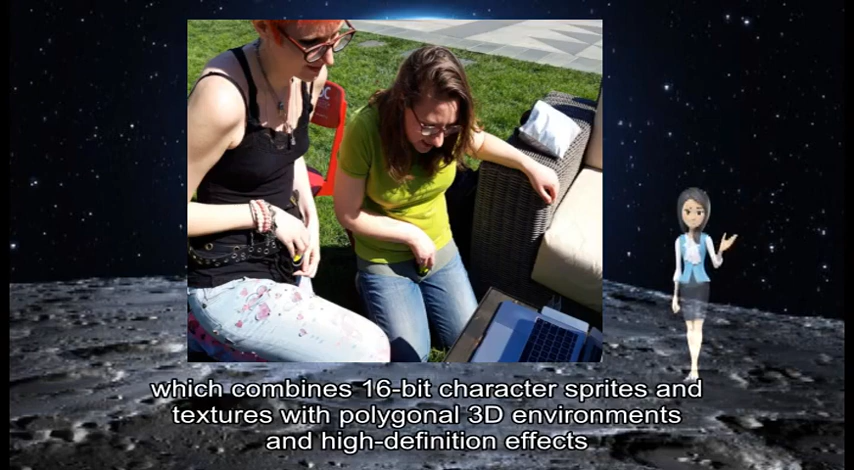 which combines 16-bit character sprites and
textures with polygonal 3D environments
and high-definition effects